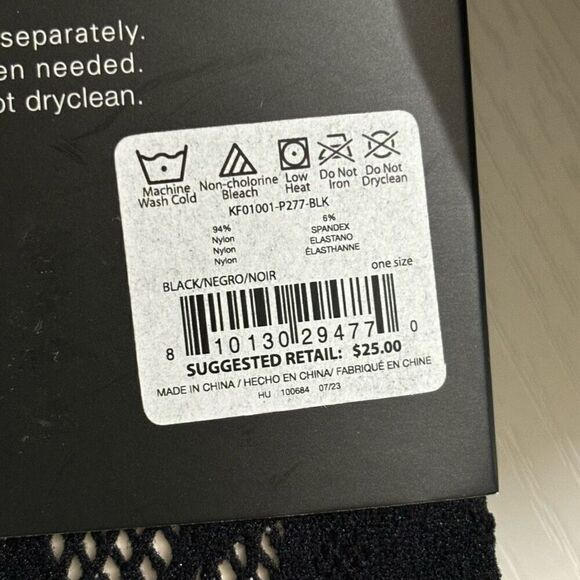 separately.
en needed.
ot dryclean.
Machine Wash Cold
Non-cholorine Bleach
Low Heat
Do Not Iron
Do Not Dryclean
KF01001-P277-BLK
94% 6%
Nylon SPANDEX
Nylon ELASTANO
Nylon ÉLASTHANNE
BLACK/NEGRO/NOIR one size
8 10130 29477 0
SUGGESTED RETAIL: $25.00
MADE IN CHINA / HECHO EN CHINA/ FABRIQUÉ EN CHINE
HU 100684 07/23